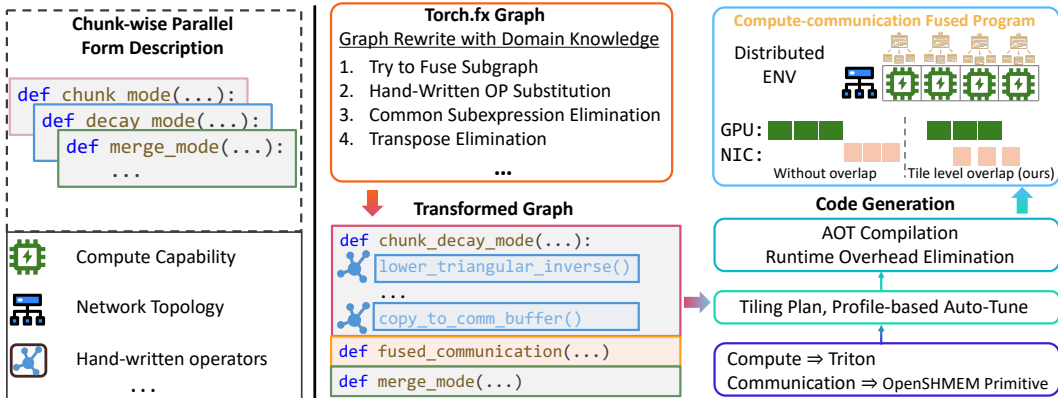 Chunk-wise Parallel
Form Description
def chunk_mode(...):
def decay_mode(...):
def merge_mode(...):
...
Compute Capability
Network Topology
Hand-written operators
...
Torch.fx Graph
Graph Rewrite with Domain Knowledge
1. Try to Fuse Subgraph
2. Hand-Written OP Substitution
3. Common Subexpression Elimination
4. Transpose Elimination
...
Transformed Graph
def chunk_decay_mode(...):
lower_triangular_inverse()
...
copy_to_comm_buffer()
def fused_communication(...)
def merge_mode(...)
Compute-communication Fused Program
Distributed
ENV
GPU:
NIC:
Without overlap
Tile level overlap (ours)
Code Generation
AOT Compilation
Runtime Overhead Elimination
Tiling Plan, Profile-based Auto-Tune
Compute ⇒ Triton
Communication ⇒ OpenSHMEM Primitive